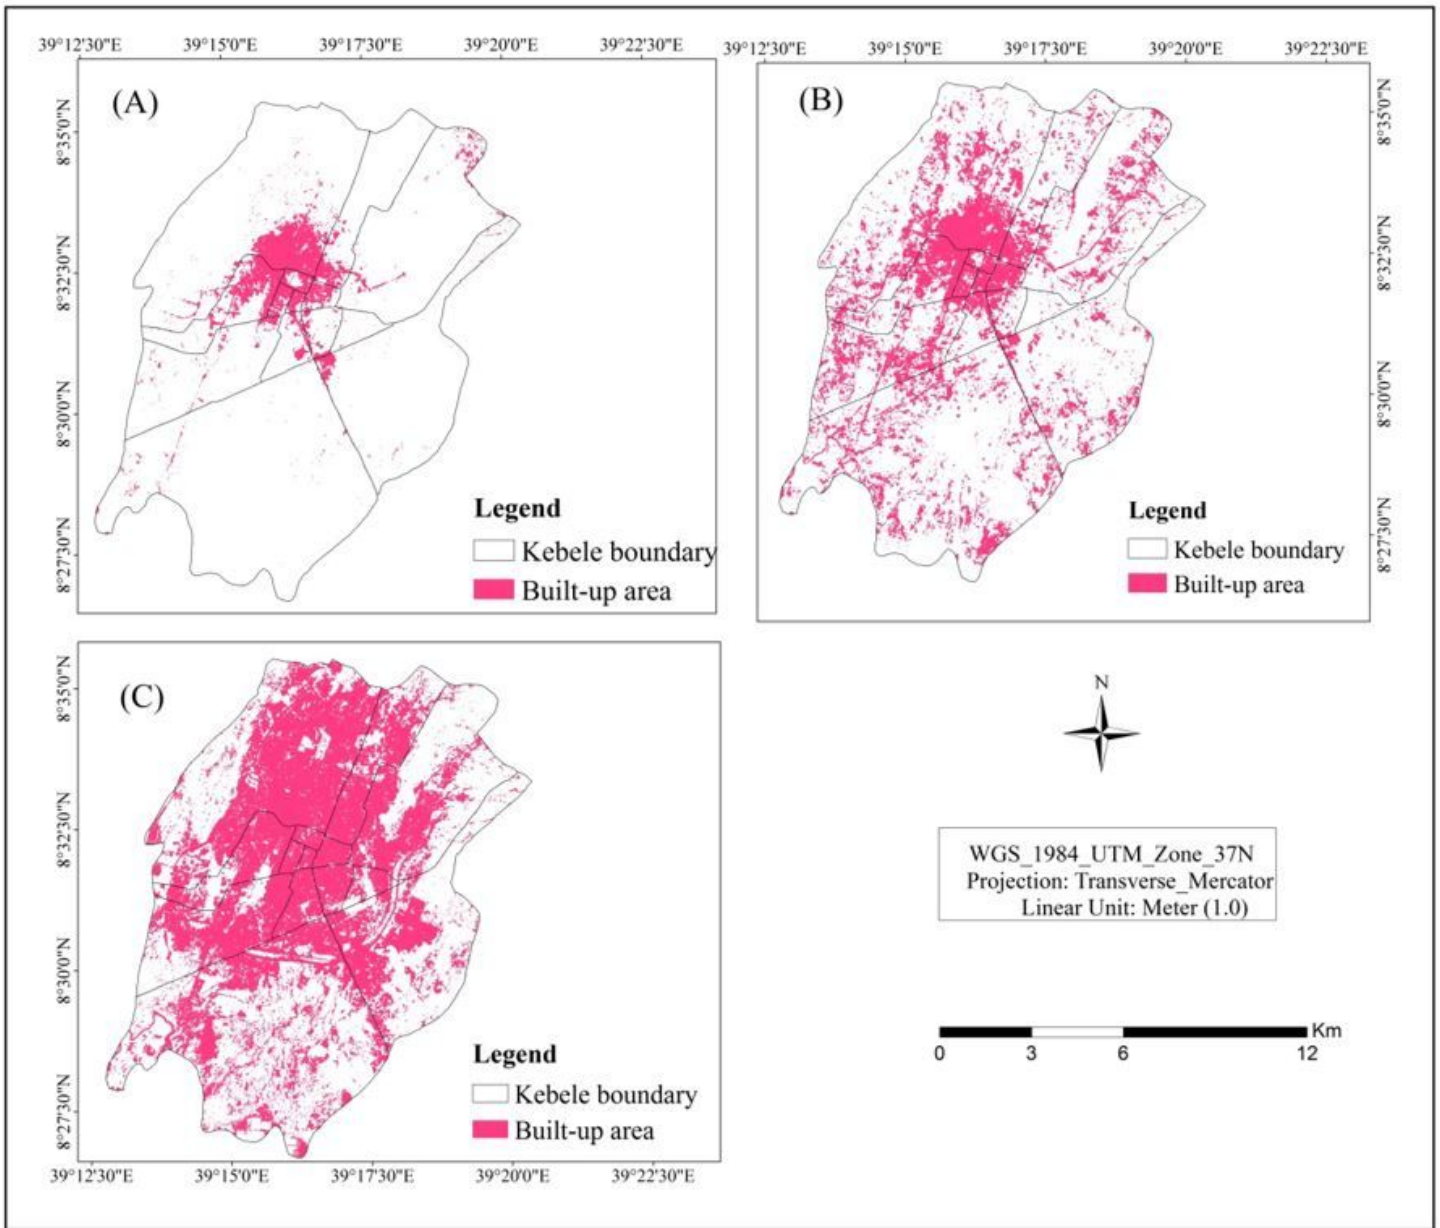 39°12'30"E 39°15'0"E 39°17'30"E 39°20'0"E 39°22'30"E
39°12'30"E 39°15'0"E 39°17'30"E 39°20'0"E 39°22'30"E
(A)
8°35'0"N
8°32'30"N
8°30'0"N
8°27'30"N
Legend
Kebele boundary
Built-up area
(B)
8°35'0"N
8°32'30"N
8°30'0"N
8°27'30"N
Legend
Kebele boundary
Built-up area
(C)
8°35'0"N
8°32'30"N
8°30'0"N
8°27'30"N
Legend
Kebele boundary
Built-up area
39°12'30"E 39°15'0"E 39°17'30"E 39°20'0"E 39°22'30"E
N
WGS_1984_UTM_Zone_37N
Projection: Transverse_Mercator
Linear Unit: Meter (1.0)
Km
0 3 6 12